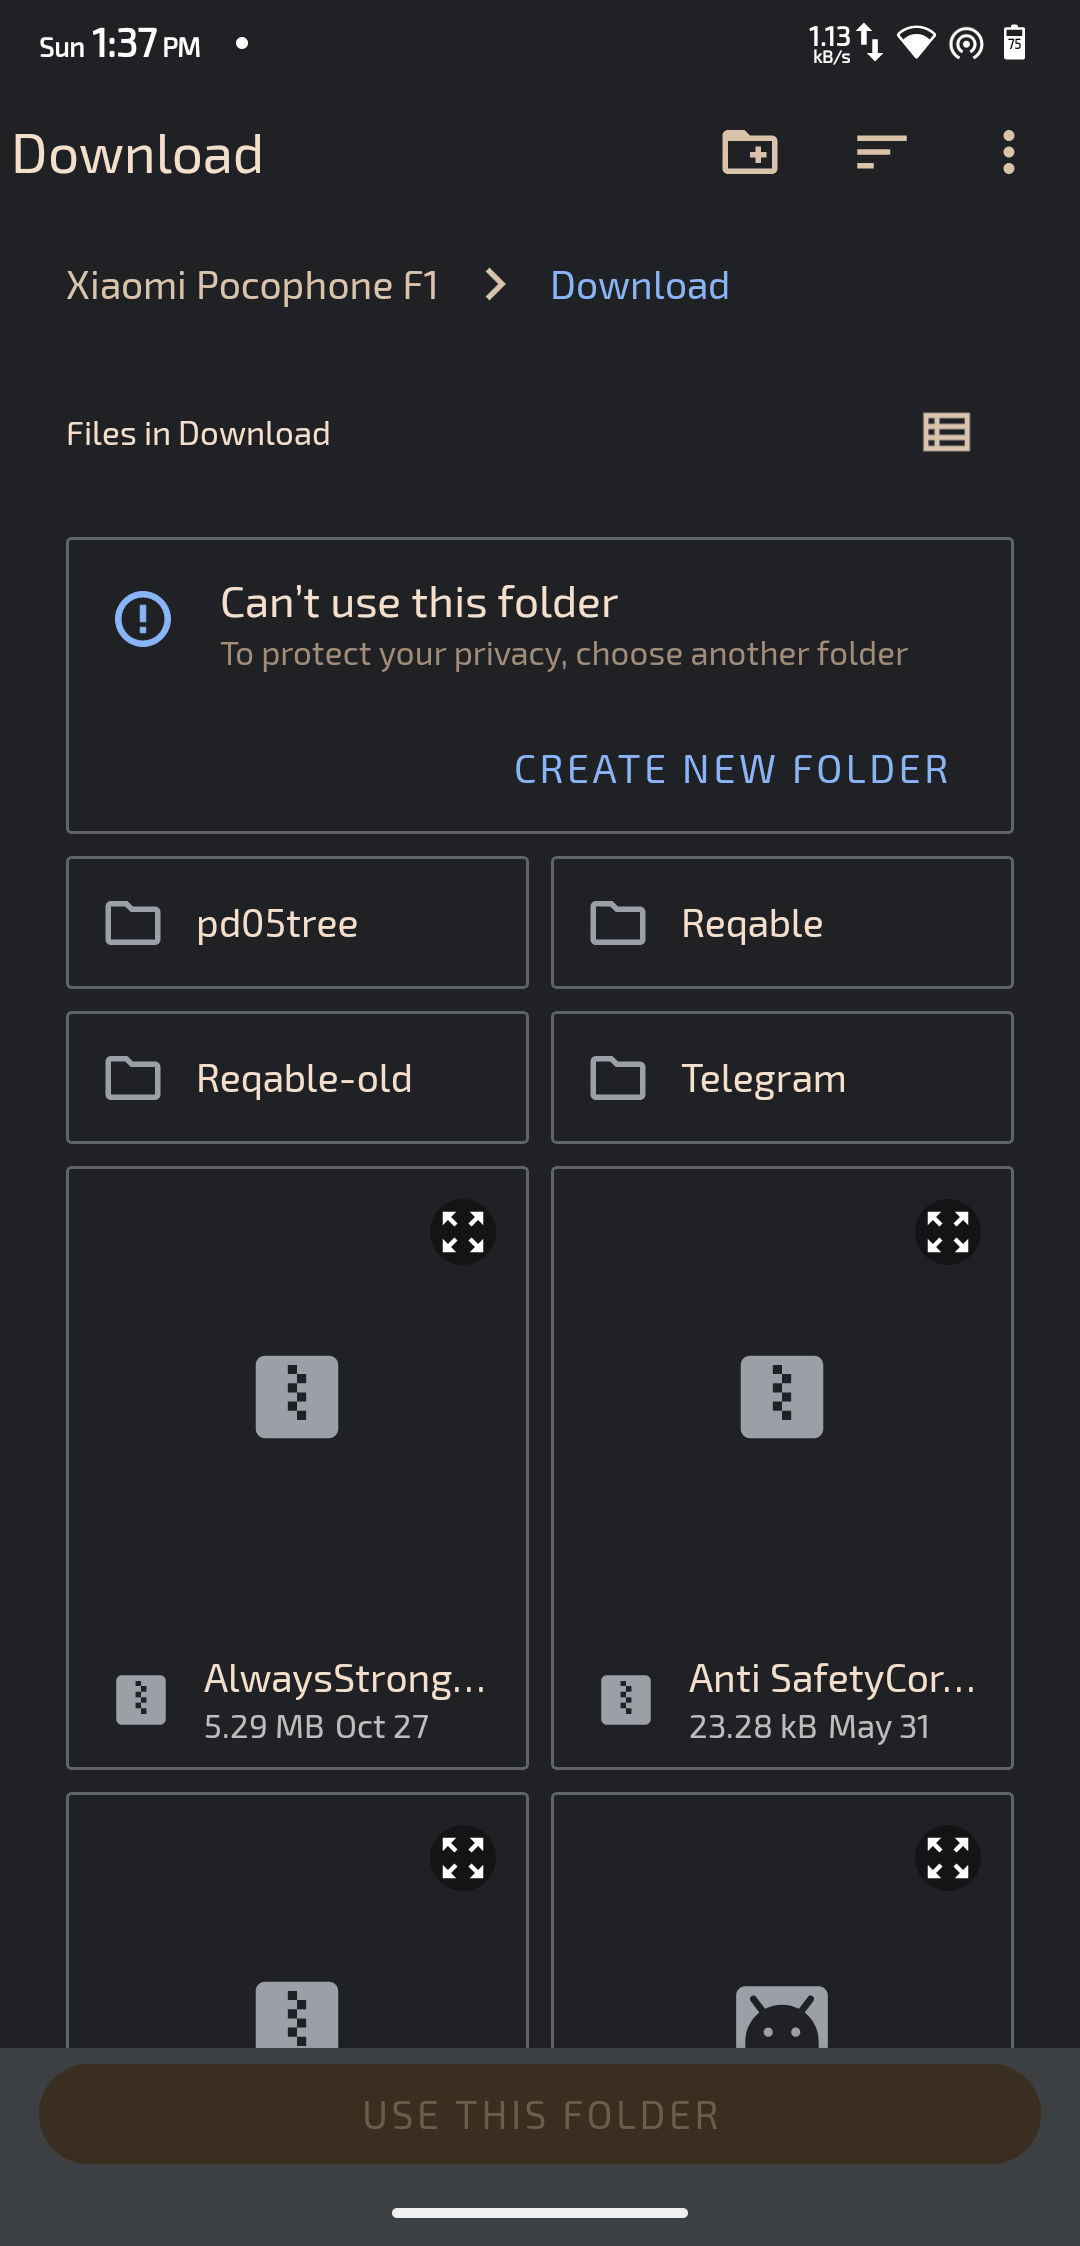 Sun 1:37 PM
1.13
kB/s
75
Download
Xiaomi Pocophone F1
Download
Files in Download
Can’t use this folder
To protect your privacy, choose another folder
CREATE NEW FOLDER
pd05tree
Reqable
Reqable-old
Telegram
AlwaysStrong...
5.29 MB Oct 27
Anti SafetyCor...
23.28 kB May 31
USE THIS FOLDER